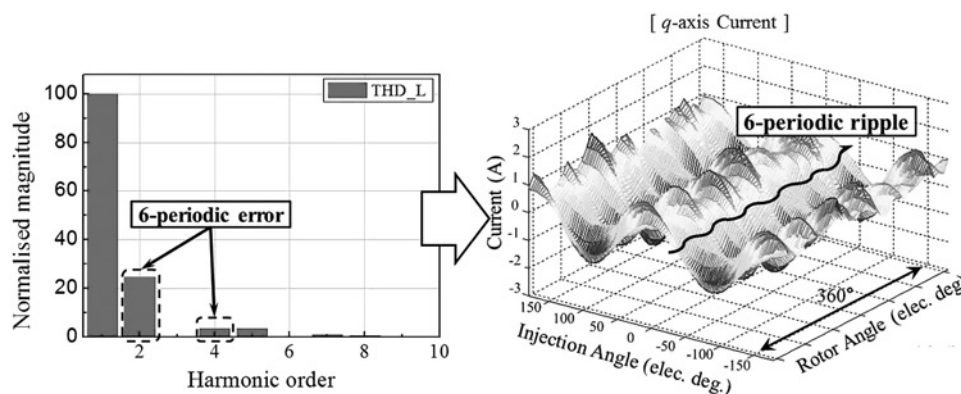 [ q-axis Current ]
100
80
60
40
20
0
Normalised magnitude
THD_L
6-periodic error
2
4
6
8
10
Harmonic order
6-periodic ripple
3
2
1
0
-1
-2
-3
Current (A)
150
100
50
0
-50
-100
-150
Injection Angle (elec. deg.)
360°
Rotor Angle (elec. deg.